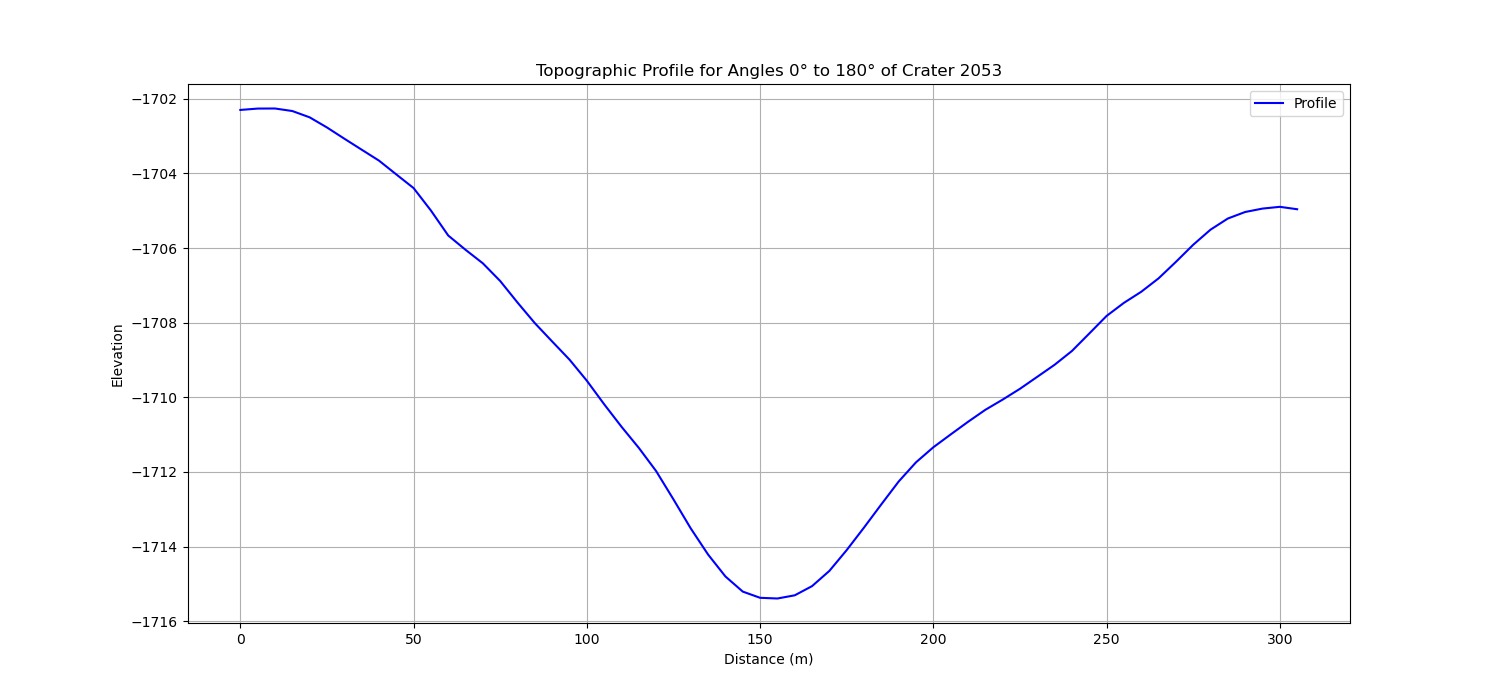 Topographic Profile for Angles 0° to 180° of Crater 2053
Profile
Elevation
−1702
−1704
−1706
−1708
−1710
−1712
−1714
−1716
0 50 100 150 200 250 300
Distance (m)